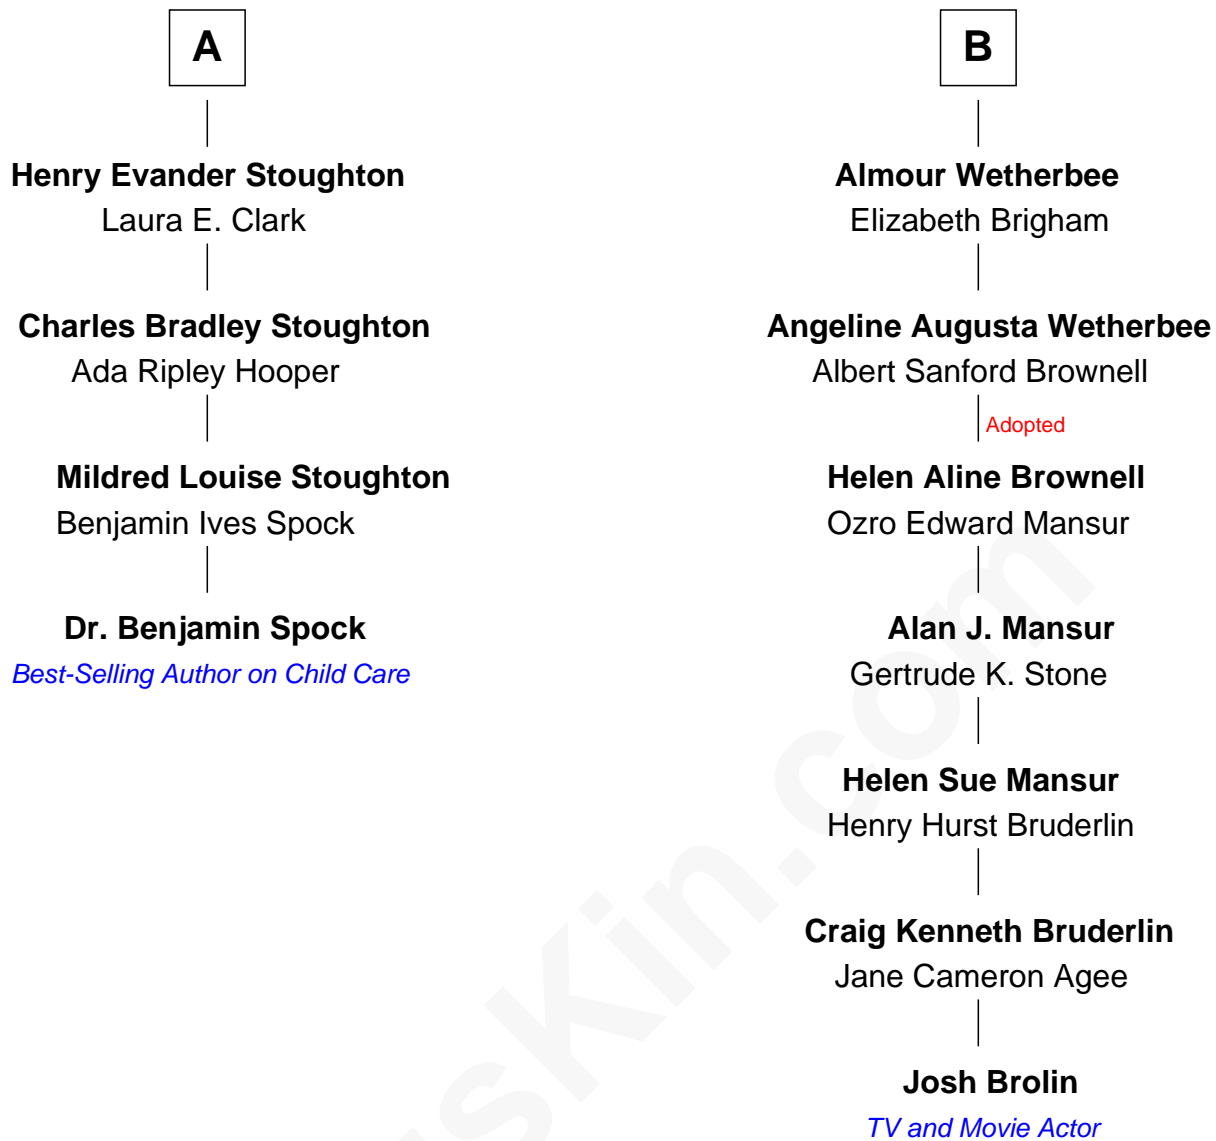 A
Henry Evander Stoughton
Laura E. Clark
Charles Bradley Stoughton
Ada Ripley Hooper
Mildred Louise Stoughton
Benjamin Ives Spock
Dr. Benjamin Spock
Best-Selling Author on Child Care
B
Almour Wetherbee
Elizabeth Brigham
Angeline Augusta Wetherbee
Albert Sanford Brownell
Adopted
Helen Aline Brownell
Ozro Edward Mansur
Alan J. Mansur
Gertrude K. Stone
Helen Sue Mansur
Henry Hurst Bruderlin
Craig Kenneth Bruderlin
Jane Cameron Agee
Josh Brolin
TV and Movie Actor
usKin.com